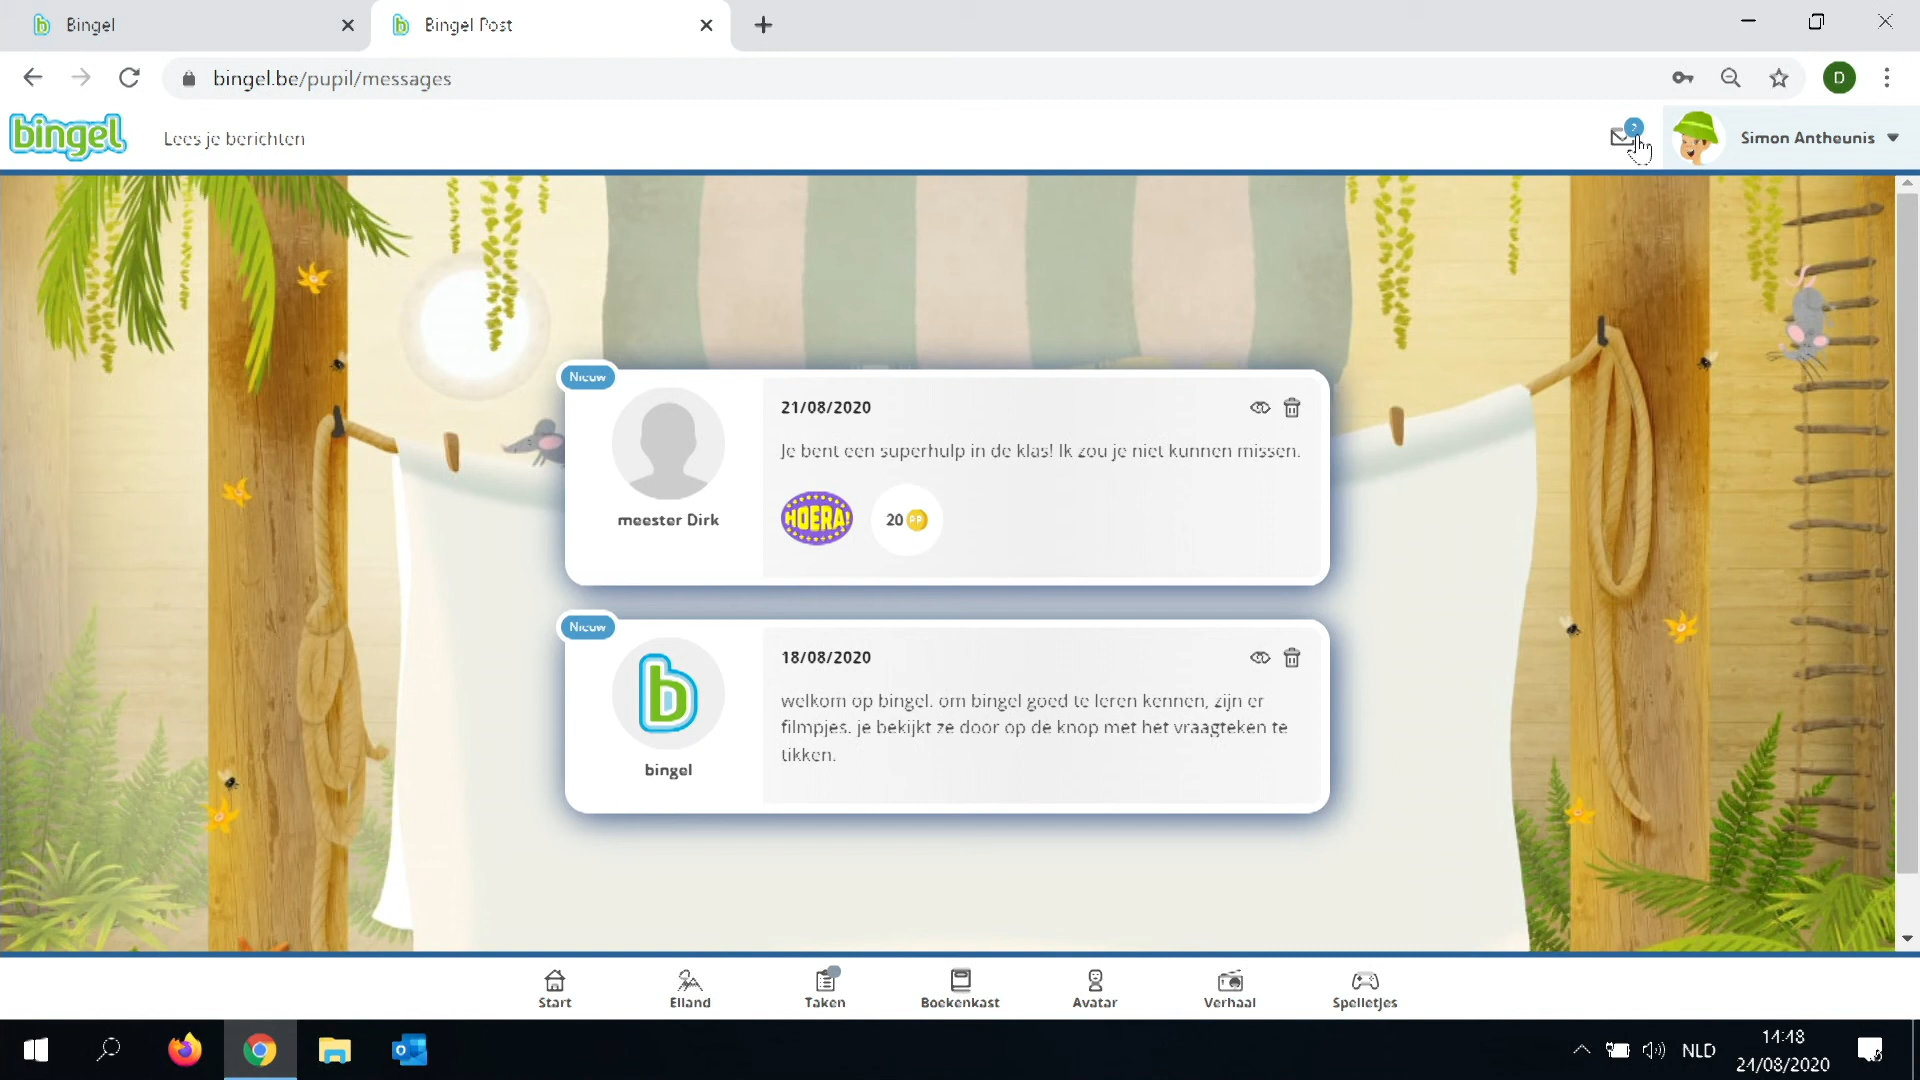 Bingel
Bingel Post
bingel.be/pupil/messages
D
bingel
Lees je berichten
2
Simon Antheunis
Nieuw
21/08/2020
Je bent een superhulp in de klas! Ik zou je niet kunnen missen.
meester Dirk
HOERA!
20 PP
Nieuw
18/08/2020
welkom op bingel. om bingel goed te leren kennen, zijn er
filmpjes. je bekijkt ze door op de knop met het vraagteken te
tikken.
b
bingel
Start
Eiland
Taken
Boekenkast
Avatar
Verhaal
Spelletjes
NLD
14:48
24/08/2020